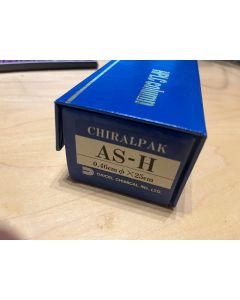 HPLC Column
CHIRALPAK
AS-H
0.46cm φ × 25cm
DAICEL CHEMICAL IND., LTD.